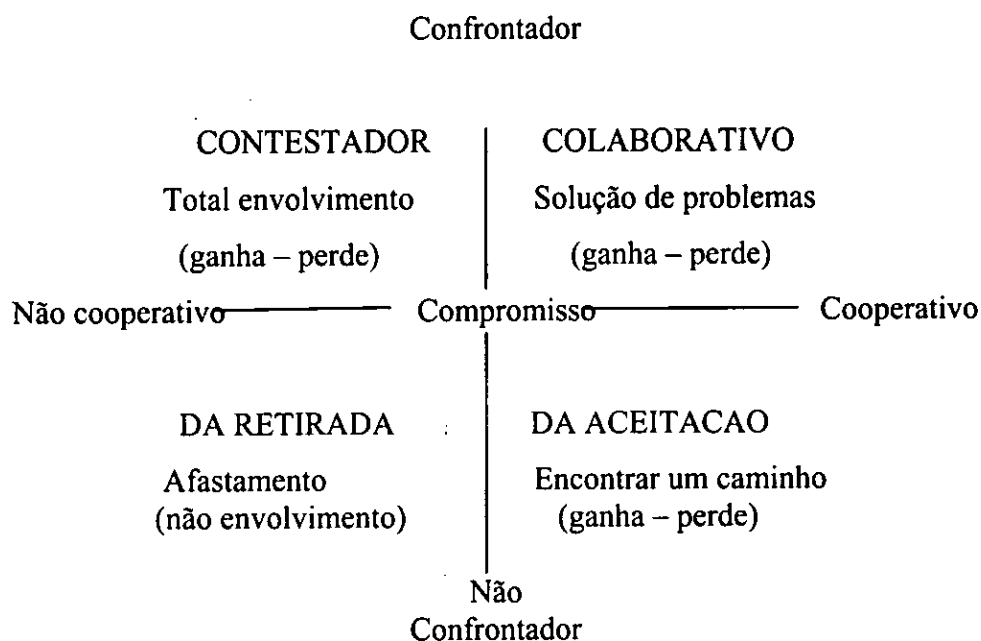 Confrontador
CONTESTADOR COLABORATIVO
Total envolvimento Solução de problemas
(ganha – perde) (ganha – perde)
Não cooperativo Compromisso Cooperativo
DA RETIRADA DA ACEITACAO
Afastamento Encontrar um caminho
(não envolvimento) (ganha – perde)
Não
Confrontador